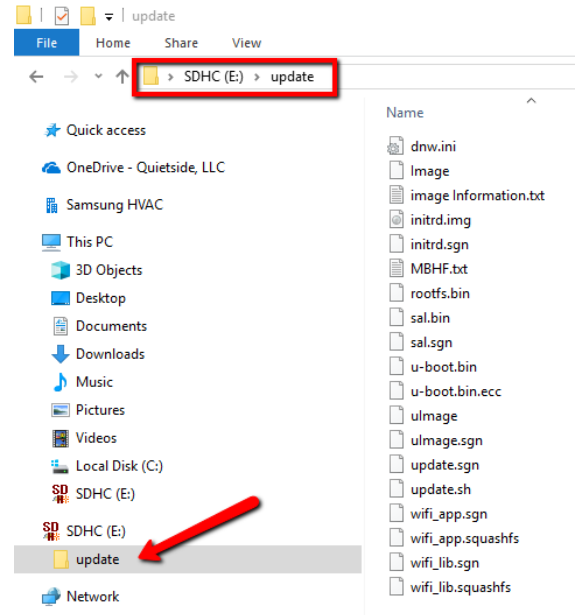 update
File Home Share View
SDHC (E:) > update
Name
Quick access
OneDrive - Quietside, LLC
Samsung HVAC
This PC
3D Objects
Desktop
Documents
Downloads
Music
Pictures
Videos
Local Disk (C:)
SD SDHC (E:)
SD SDHC (E:)
update
Network
dnw.ini
Image
image Information.txt
initrd.img
initrd.sgn
MBHF.txt
rootfs.bin
sal.bin
sal.sgn
u-boot.bin
u-boot.bin.ecc
uImage
uImage.sgn
update.sgn
update.sh
wifi_app.sgn
wifi_app.squashfs
wifi_lib.sgn
wifi_lib.squashfs